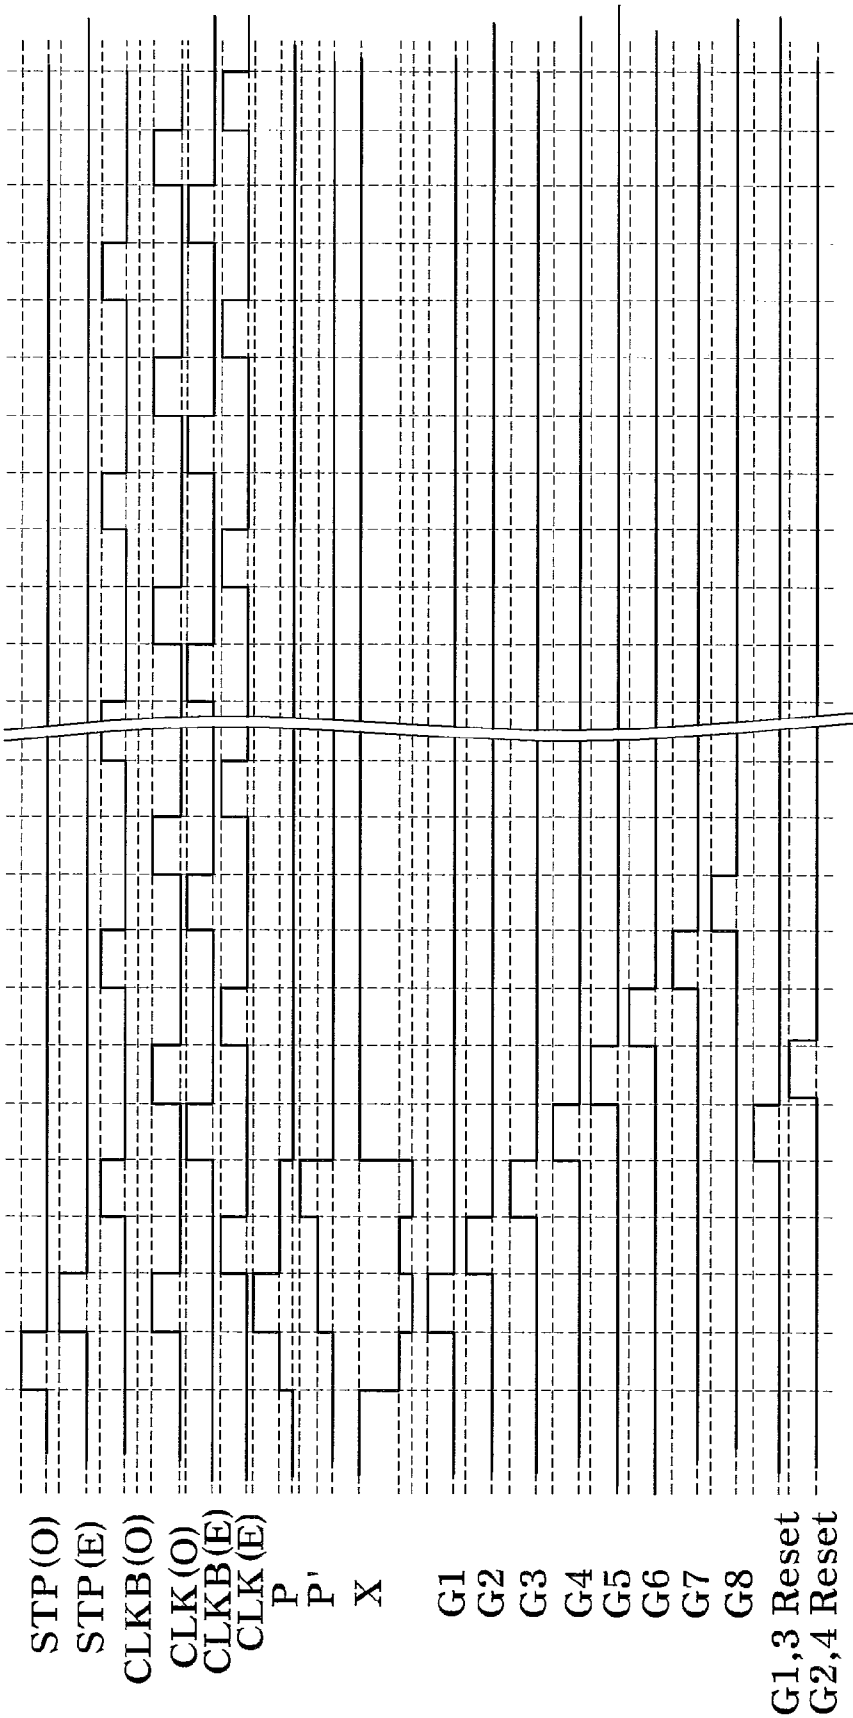 STP(O)
STP(E)
CLKB(O)
CLK(O)
CLKB(E)
CLK(E)
P
P'
X
G1
G2
G3
G4
G5
G6
G7
G8
G1,3 Reset
G2,4 Reset